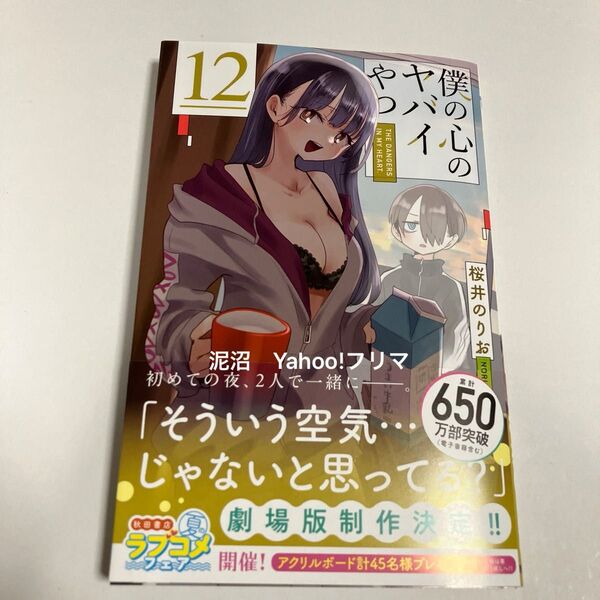 12
僕の心の
ヤバイ
やつ
THE DANGERS
IN MY HEART.
桜井のりお
NORI
泥沼 Yahoo!フリマ
初めての夜、2人で一緒に――。
「そういう空気…
じゃないと思ってる?」
累計
650
万部突破
(電子書籍含む)
劇場版制作決定!!
秋田書店
夏の
ラブコメ
フェア
開催!
アクリルボード計45名様プレ